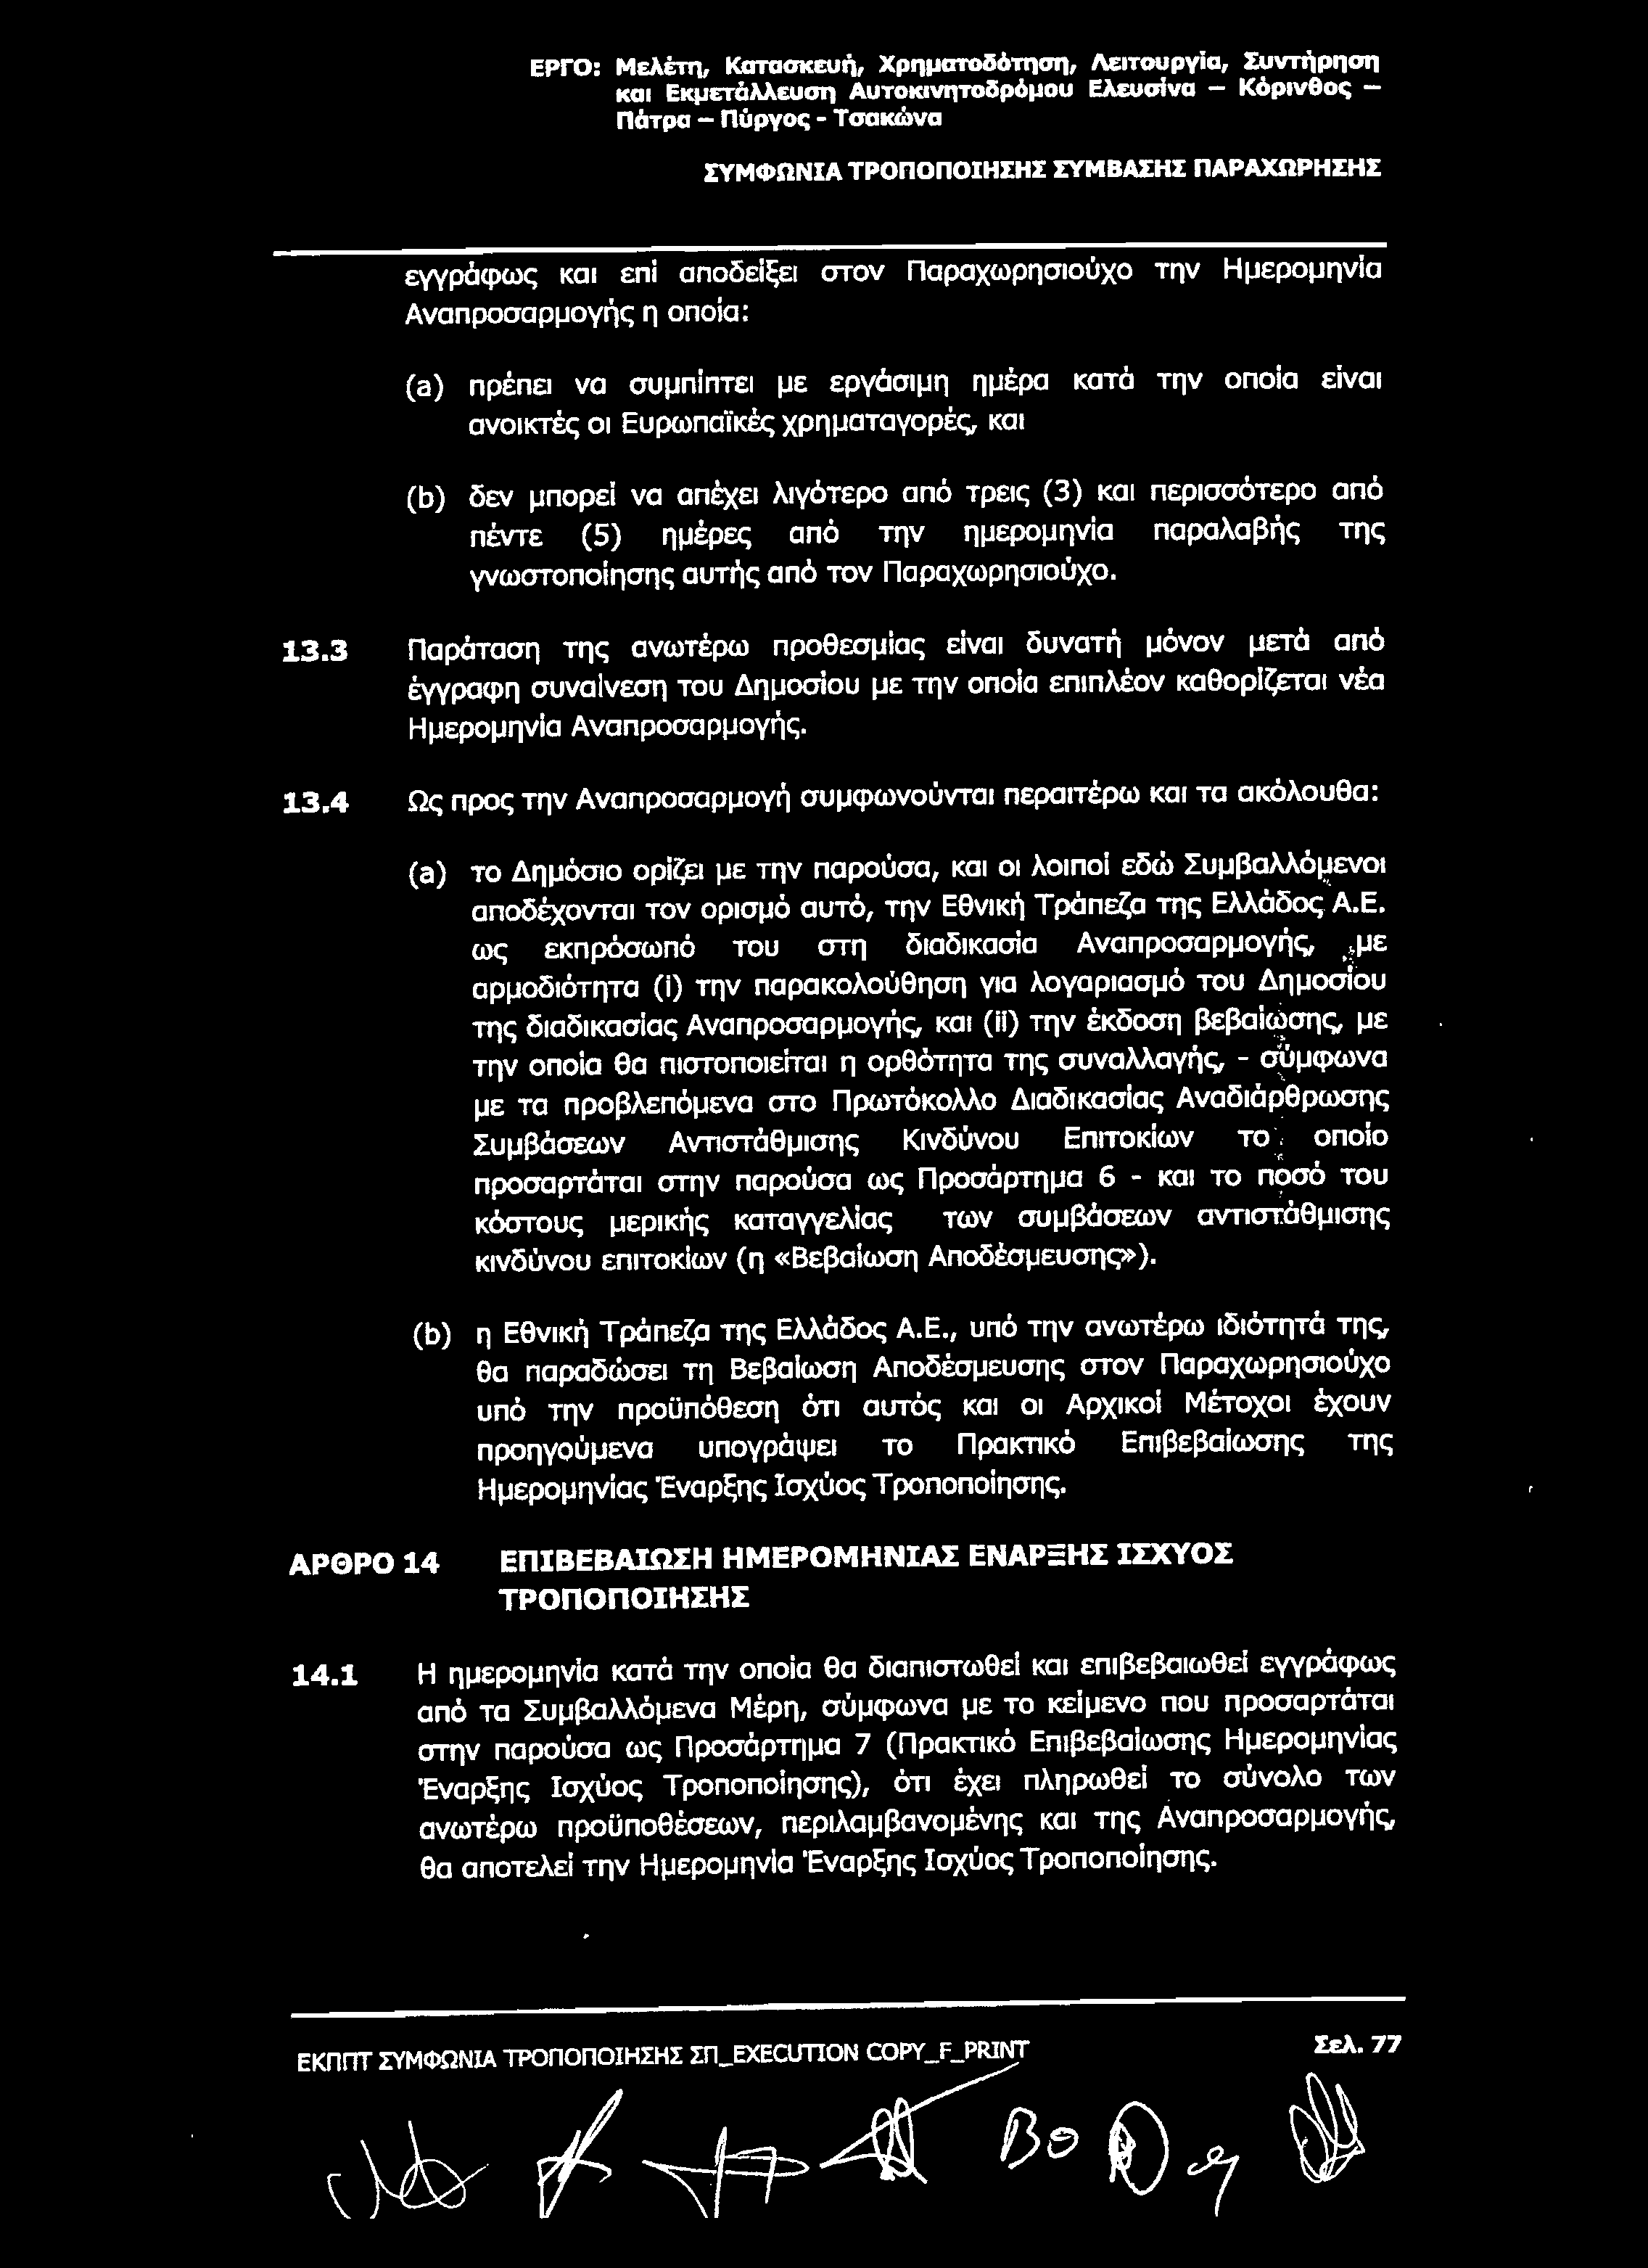 ΕΡΓΟ: Μελέτη, Κατασκευή, Χρηματοδότηση, Λειτουργία, Συντήρηση
και Εκμετάλλευση Αυτοκινητοδρόμου Ελευσίνα – Κόρινθος –
Πάτρα – Πύργος - Τσακώνα
ΣΥΜΦΩΝΙΑ ΤΡΟΠΟΠΟΙΗΣΗΣ ΣΥΜΒΑΣΗΣ ΠΑΡΑΧΩΡΗΣΗΣ
εγγράφως και επί αποδείξει στον Παραχωρησιούχο την Ημερομηνία
Αναπροσαρμογής η οποία:
(a) πρέπει να συμπίπτει με εργάσιμη ημέρα κατά την οποία είναι
ανοικτές οι Ευρωπαϊκές χρηματαγορές, και
(b) δεν μπορεί να απέχει λιγότερο από τρεις (3) και περισσότερο από
πέντε (5) ημέρες από την ημερομηνία παραλαβής της
γνωστοποίησης αυτής από τον Παραχωρησιούχο.
13.3 Παράταση της ανωτέρω προθεσμίας είναι δυνατή μόνον μετά από
έγγραφη συναίνεση του Δημοσίου με την οποία επιπλέον καθορίζεται νέα
Ημερομηνία Αναπροσαρμογής.
13.4 Ως προς την Αναπροσαρμογή συμφωνούνται περαιτέρω και τα ακόλουθα:
(a) το Δημόσιο ορίζει με την παρούσα, και οι λοιποί εδώ Συμβαλλόμενοι
αποδέχονται τον ορισμό αυτό, την Εθνική Τράπεζα της Ελλάδος Α.Ε.
ως εκπρόσωπό του στη διαδικασία Αναπροσαρμογής, με
αρμοδιότητα (i) την παρακολούθηση για λογαριασμό του Δημοσίου
της διαδικασίας Αναπροσαρμογής, και (ii) την έκδοση βεβαίωσης, με
την οποία θα πιστοποιείται η ορθότητα της συναλλαγής, - σύμφωνα
με τα προβλεπόμενα στο Πρωτόκολλο Διαδικασίας Αναδιάρθρωσης
Συμβάσεων Αντιστάθμισης Κινδύνου Επιτοκίων το οποίο
προσαρτάται στην παρούσα ως Προσάρτημα 6 - και το ποσό του
κόστους μερικής καταγγελίας των συμβάσεων αντιστάθμισης
κινδύνου επιτοκίων (η «Βεβαίωση Αποδέσμευσης»).
(b) η Εθνική Τράπεζα της Ελλάδος Α.Ε., υπό την ανωτέρω ιδιότητά της,
θα παραδώσει τη Βεβαίωση Αποδέσμευσης στον Παραχωρησιούχο
υπό την προϋπόθεση ότι αυτός και οι Αρχικοί Μέτοχοι έχουν
προηγούμενα υπογράψει το Πρακτικό Επιβεβαίωσης της
Ημερομηνίας Έναρξης Ισχύος Τροποποίησης.
ΑΡΘΡΟ 14 ΕΠΙΒΕΒΑΙΩΣΗ ΗΜΕΡΟΜΗΝΙΑΣ ΕΝΑΡΞΗΣ ΙΣΧΥΟΣ
ΤΡΟΠΟΠΟΙΗΣΗΣ
14.1 Η ημερομηνία κατά την οποία θα διαπιστωθεί και επιβεβαιωθεί εγγράφως
από τα Συμβαλλόμενα Μέρη, σύμφωνα με το κείμενο που προσαρτάται
στην παρούσα ως Προσάρτημα 7 (Πρακτικό Επιβεβαίωσης Ημερομηνίας
Έναρξης Ισχύος Τροποποίησης), ότι έχει πληρωθεί το σύνολο των
ανωτέρω προϋποθέσεων, περιλαμβανομένης και της Αναπροσαρμογής,
θα αποτελεί την Ημερομηνία Έναρξης Ισχύος Τροποποίησης.
ΕΚΠΠΤ ΣΥΜΦΩΝΙΑ ΤΡΟΠΟΠΟΙΗΣΗΣ ΣΠ_EXECUTION COPY_F_PRINT Σελ. 77